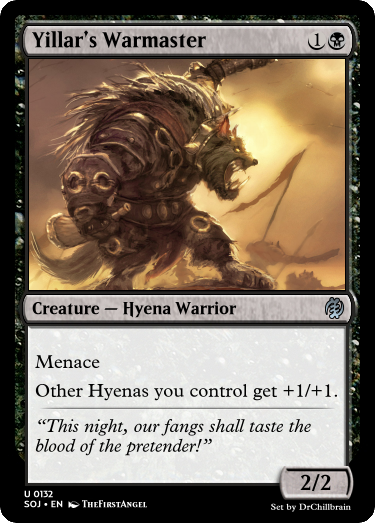 Yillar's Warmaster 1
Creature — Hyena Warrior
Menace
Other Hyenas you control get +1/+1.
“This night, our fangs shall taste the
blood of the pretender!”
2/2
U 0132
SOJ • EN TheFirstAngel
Set by DrChillbrain